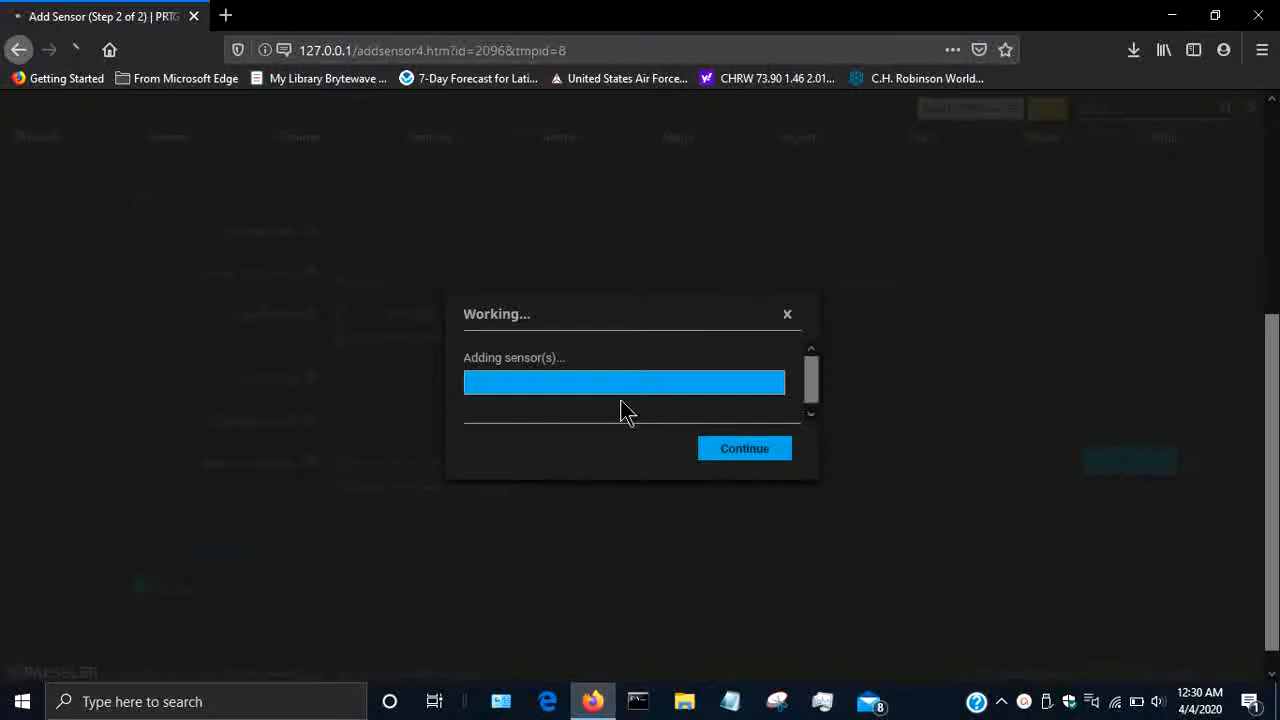 Add Sensor (Step 2 of 2) | PRTG
127.0.0.1/addsensor4.htm?id=2096&tmpid=8
Getting Started
From Microsoft Edge
My Library Brytewave ...
7-Day Forecast for Lati...
United States Air Force...
CHRW 73.90 1.46 2.01...
C.H. Robinson World...
Working...
Adding sensor(s)...
Continue
PAESSLER
Type here to search
8
12:30 AM
4/4/2020
1